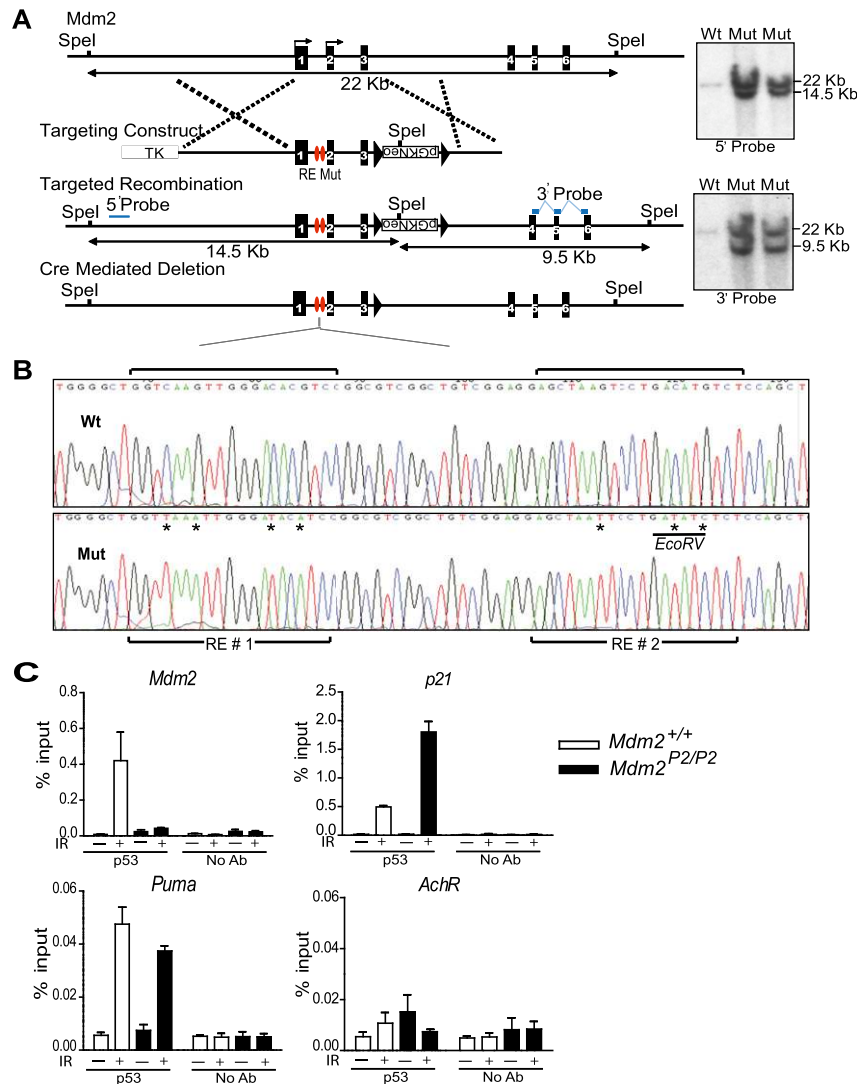 A
Mdm2
SpeI
SpeI
1
2
3
4
5
6
22 Kb
Targeting Construct
SpeI
TK
1
2
3
pGKNeo
RE Mut
Targeted Recombination
SpeI
5' Probe
SpeI
3' Probe
SpeI
1
2
3
pGKNeo
4
5
6
14.5 Kb
9.5 Kb
Cre Mediated Deletion
SpeI
SpeI
1
2
3
4
5
6
Wt Mut Mut
22 Kb
14.5 Kb
5' Probe
Wt Mut Mut
22 Kb
9.5 Kb
3' Probe
B
TGGGGCTGGTCAAGTTGGGACACGTCCGGCGTCGGCTGTCGGAGGAGCTAAGTCCTGACATGTCTCCAGCT
Wt
TGGGGCTGGTTAAATTGGGATACATCCGGCGTCGGCTGTCGGAGGAGCTAATTCCTGATATCTCTCCAGCT
* * * * * * *
EcoRV
Mut
RE # 1
RE # 2
C
Mdm2
% input
0.8
0.6
0.4
0.2
0.0
IR – + – + – + – +
p53 No Ab
p21
% input
2.5
2.0
1.5
1.0
0.5
0.0
IR – + – + – + – +
p53 No Ab
Mdm2+/+
Mdm2P2/P2
Puma
% input
0.06
0.04
0.02
0.00
IR – + – + – + – +
p53 No Ab
AchR
% input
0.06
0.04
0.02
0.00
IR – + – + – + – +
p53 No Ab